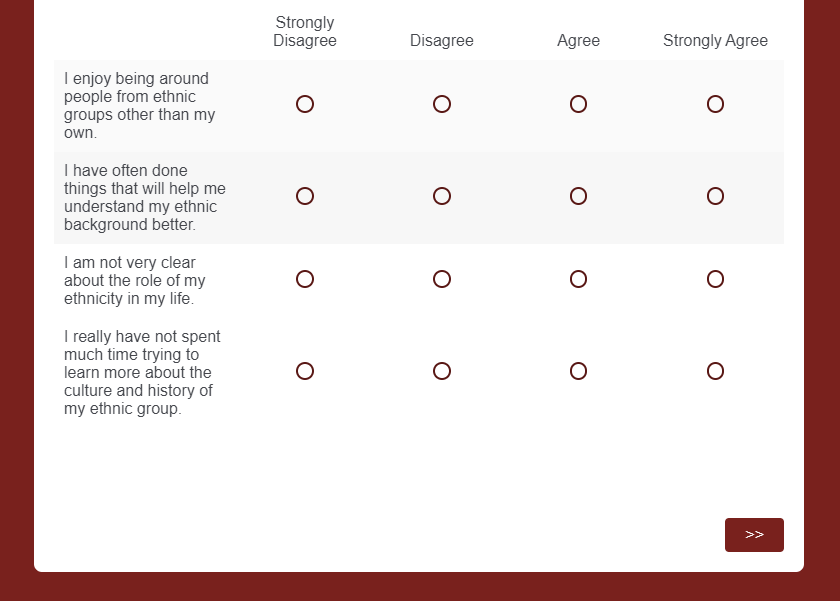 Strongly
Disagree
Disagree
Agree
Strongly Agree
I enjoy being around
people from ethnic
groups other than my
own.
I have often done
things that will help me
understand my ethnic
background better.
I am not very clear
about the role of my
ethnicity in my life.
I really have not spent
much time trying to
learn more about the
culture and history of
my ethnic group.
>>